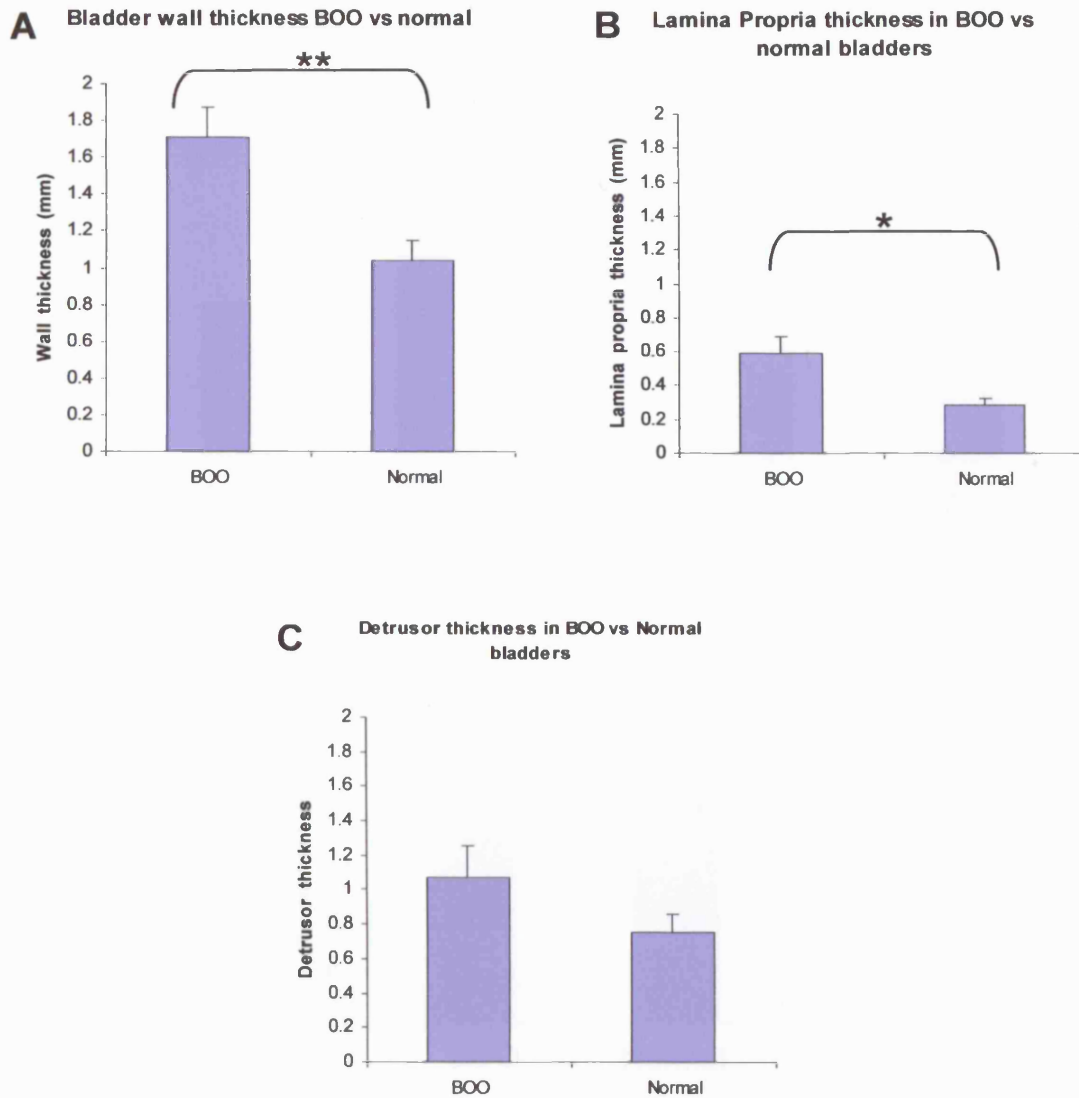 A
Bladder wall thickness BOO vs normal
**
2
1.8
1.6
1.4
1.2
1
0.8
0.6
0.4
0.2
0
Wall thickness (mm)
BOO
Normal
B
Lamina Propria thickness in BOO vs
normal bladders
*
2
1.8
1.6
1.4
1.2
1
0.8
0.6
0.4
0.2
0
Lamina propria thickness (mm)
BOO
Normal
C
Detrusor thickness in BOO vs Normal
bladders
2
1.8
1.6
1.4
1.2
1
0.8
0.6
0.4
0.2
0
Detrusor thickness
BOO
Normal